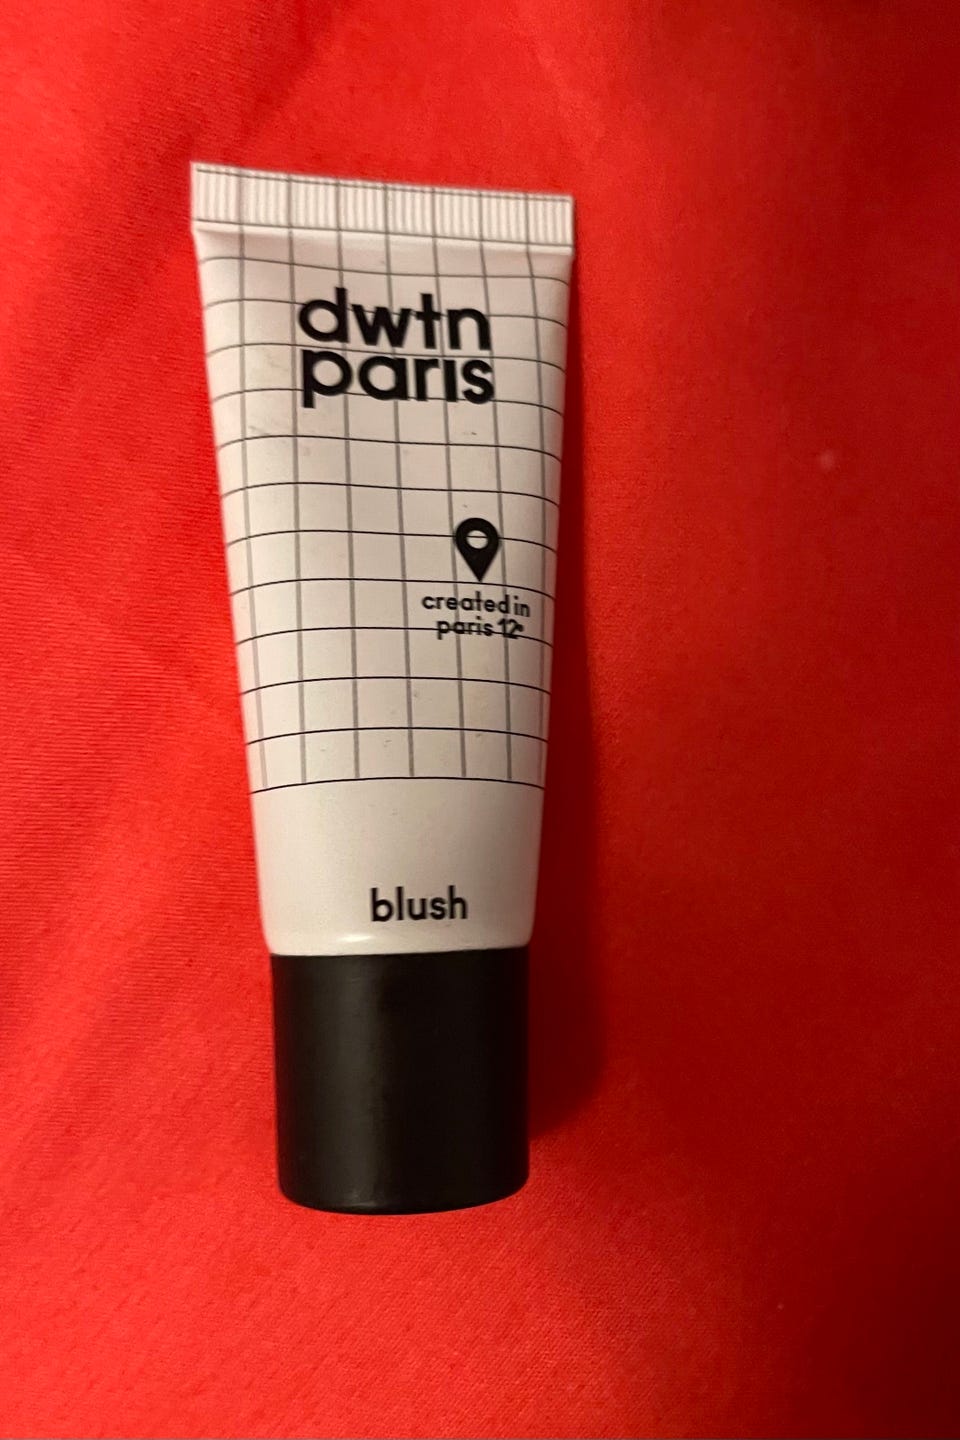 dwtn
paris
created in
paris 12e
blush